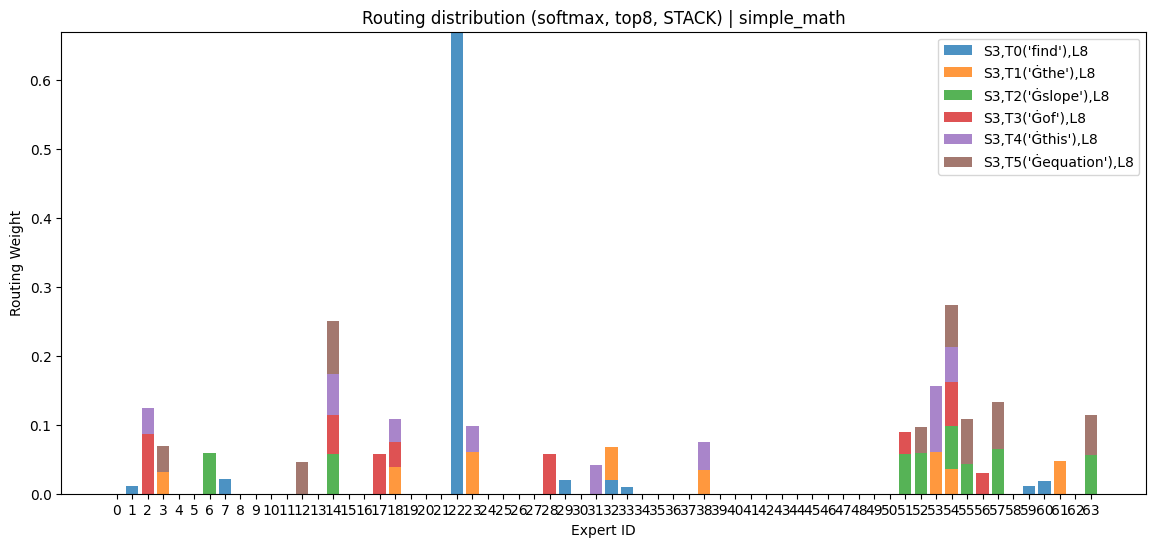 Routing distribution (softmax, top8, STACK) | simple_math
S3,T0('find'),L8
S3,T1('Ġthe'),L8
S3,T2('Ġslope'),L8
S3,T3('Ġof'),L8
S3,T4('Ġthis'),L8
S3,T5('Ġequation'),L8
0.6
0.5
0.4
0.3
0.2
0.1
0.0
Routing Weight
0 1 2 3 4 5 6 7 8 9 10 11 12 13 14 15 16 17 18 19 20 21 22 23 24 25 26 27 28 29 30 31 32 33 34 35 36 37 38 39 40 41 42 43 44 45 46 47 48 49 50 51 52 53 54 55 56 57 58 59 60 61 62 63
Expert ID